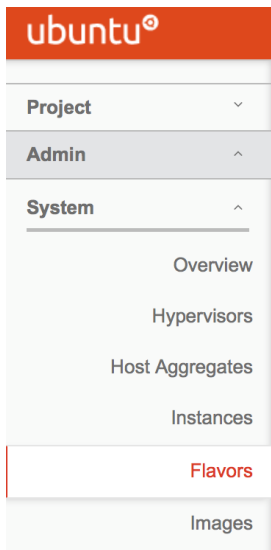 ubuntu
Project
Admin
System
Overview
Hypervisors
Host Aggregates
Instances
Flavors
Images